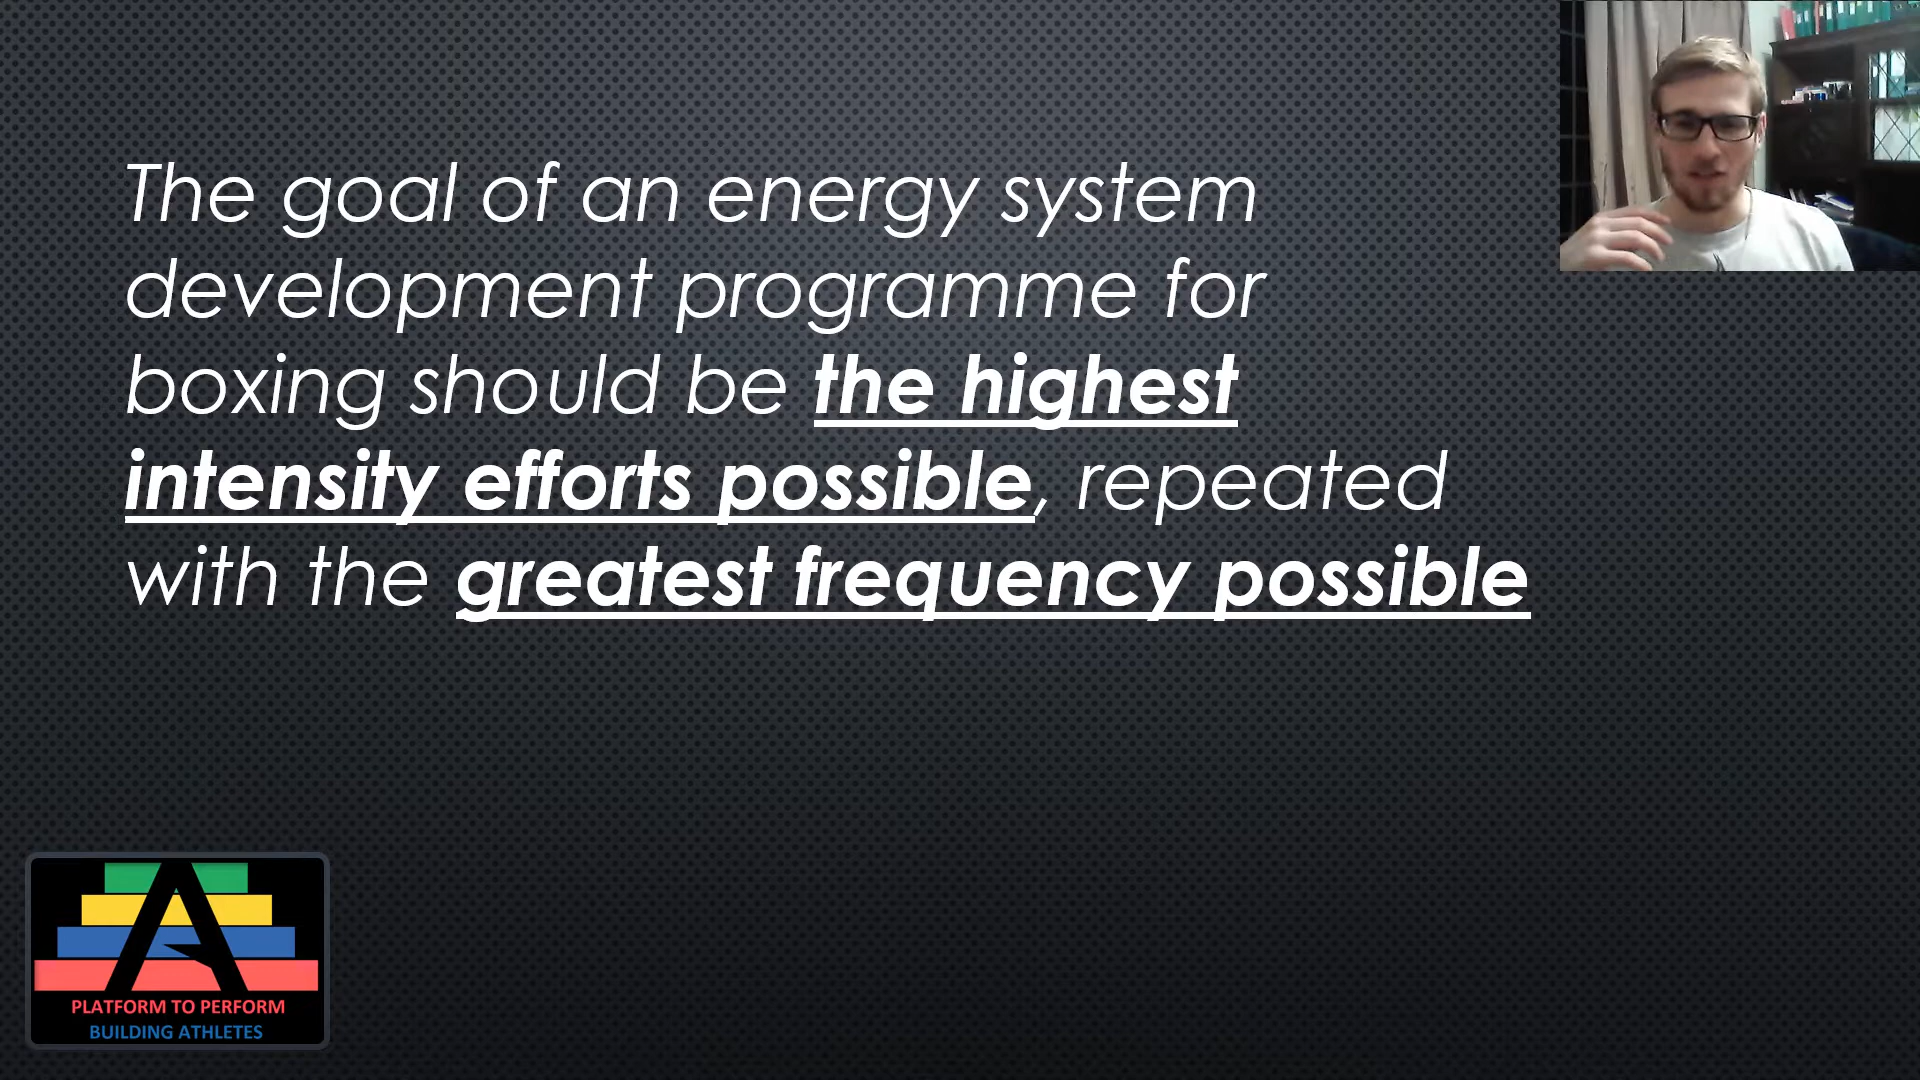 The goal of an energy system
development programme for
boxing should be the highest
intensity efforts possible, repeated
with the greatest frequency possible
PLATFORM TO PERFORM
BUILDING ATHLETES